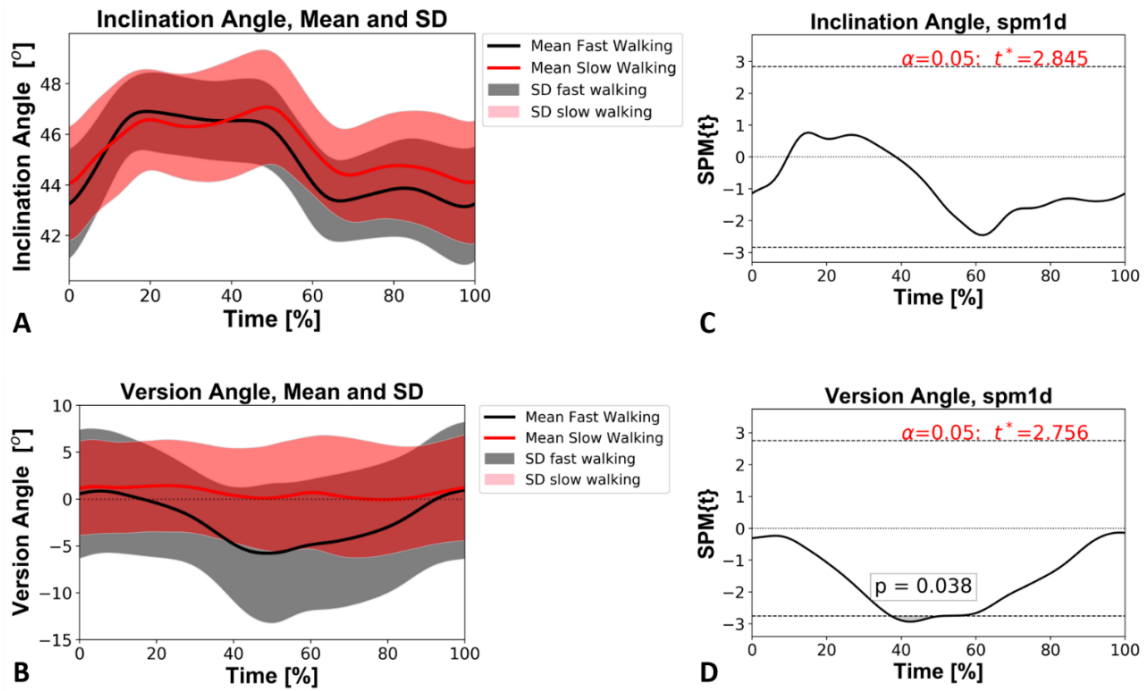 Inclination Angle, Mean and SD
Inclination Angle [°]
48
46
44
42
0 20 40 60 80 100
Time [%]
A
Mean Fast Walking
Mean Slow Walking
SD fast walking
SD slow walking
Inclination Angle, spm1d
SPM{t}
3
2
1
0
−1
−2
−3
α=0.05: t*=2.845
0 20 40 60 80 100
Time [%]
C
Version Angle, Mean and SD
Version Angle [°]
10
5
0
−5
−10
−15
0 20 40 60 80 100
Time [%]
B
Mean Fast Walking
Mean Slow Walking
SD fast walking
SD slow walking
Version Angle, spm1d
SPM{t}
3
2
1
0
−1
−2
−3
α=0.05: t*=2.756
p = 0.038
0 20 40 60 80 100
Time [%]
D